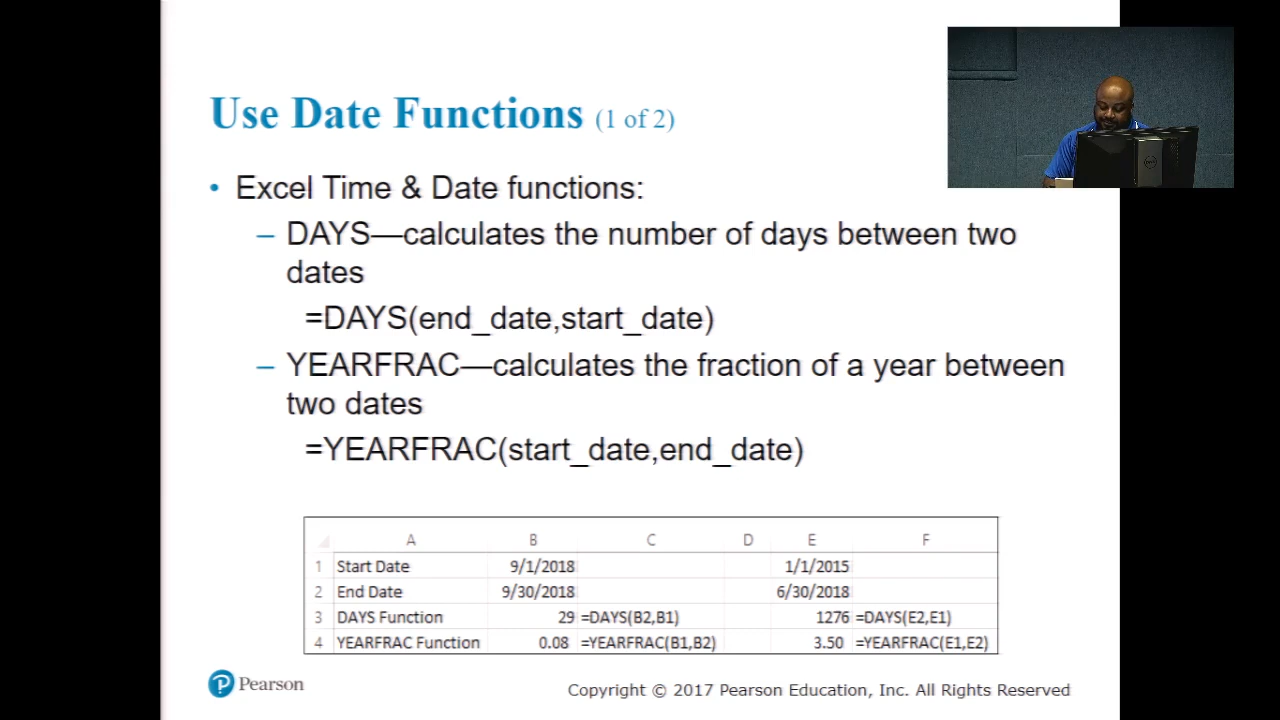 Use Date Functions (1 of 2)
• Excel Time & Date functions:
– DAYS—calculates the number of days between two
dates
=DAYS(end_date,start_date)
– YEARFRAC—calculates the fraction of a year between
two dates
=YEARFRAC(start_date,end_date)
A B C D E F
1 Start Date 9/1/2018 1/1/2015
2 End Date 9/30/2018 6/30/2018
3 DAYS Function 29 =DAYS(B2,B1) 1276 =DAYS(E2,E1)
4 YEARFRAC Function 0.08 =YEARFRAC(B1,B2) 3.50 =YEARFRAC(E1,E2)
P Pearson
Copyright © 2017 Pearson Education, Inc. All Rights Reserved